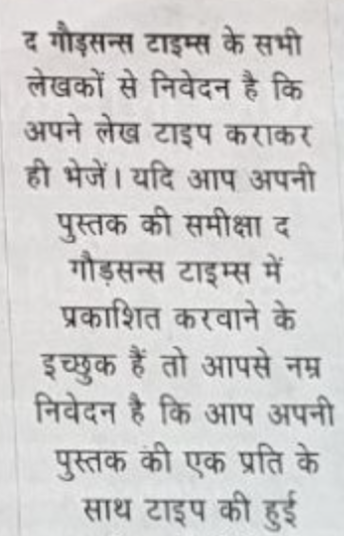 द गौड़सन्स टाइम्स के सभी
लेखकों से निवेदन है कि
अपने लेख टाइप कराकर
ही भेजें। यदि आप अपनी
पुस्तक की समीक्षा द
गौड़सन्स टाइम्स में
प्रकाशित करवाने के
इच्छुक हैं तो आपसे नम्र
निवेदन है कि आप अपनी
पुस्तक की एक प्रति के
साथ टाइप की हुई